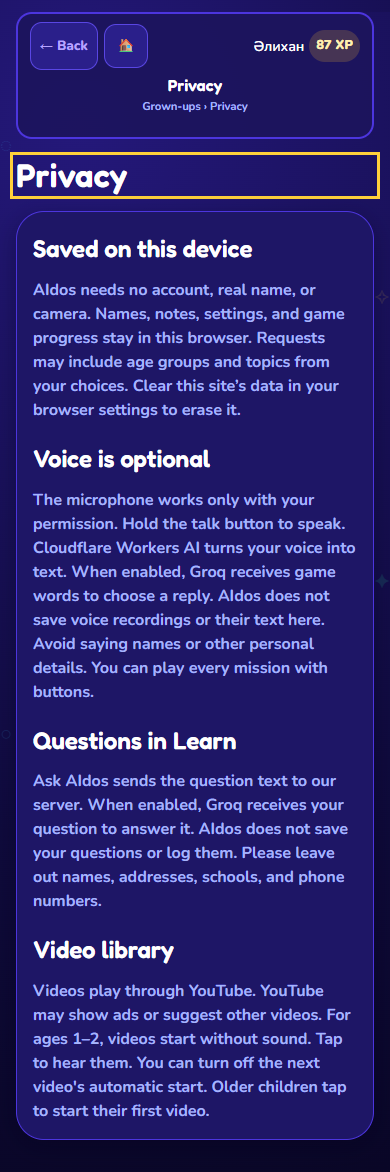 ← Back
Әлихан
87 XP
Privacy
Grown-ups › Privacy
Privacy
Saved on this device
AIdos needs no account, real name, or
camera. Names, notes, settings, and game
progress stay in this browser. Requests
may include age groups and topics from
your choices. Clear this site’s data in your
browser settings to erase it.
Voice is optional
The microphone works only with your
permission. Hold the talk button to speak.
Cloudflare Workers AI turns your voice into
text. When enabled, Groq receives game
words to choose a reply. AIdos does not
save voice recordings or their text here.
Avoid saying names or other personal
details. You can play every mission with
buttons.
Questions in Learn
Ask AIdos sends the question text to our
server. When enabled, Groq receives your
question to answer it. AIdos does not save
your questions or log them. Please leave
out names, addresses, schools, and phone
numbers.
Video library
Videos play through YouTube. YouTube
may show ads or suggest other videos. For
ages 1–2, videos start without sound. Tap
to hear them. You can turn off the next
video's automatic start. Older children tap
to start their first video.